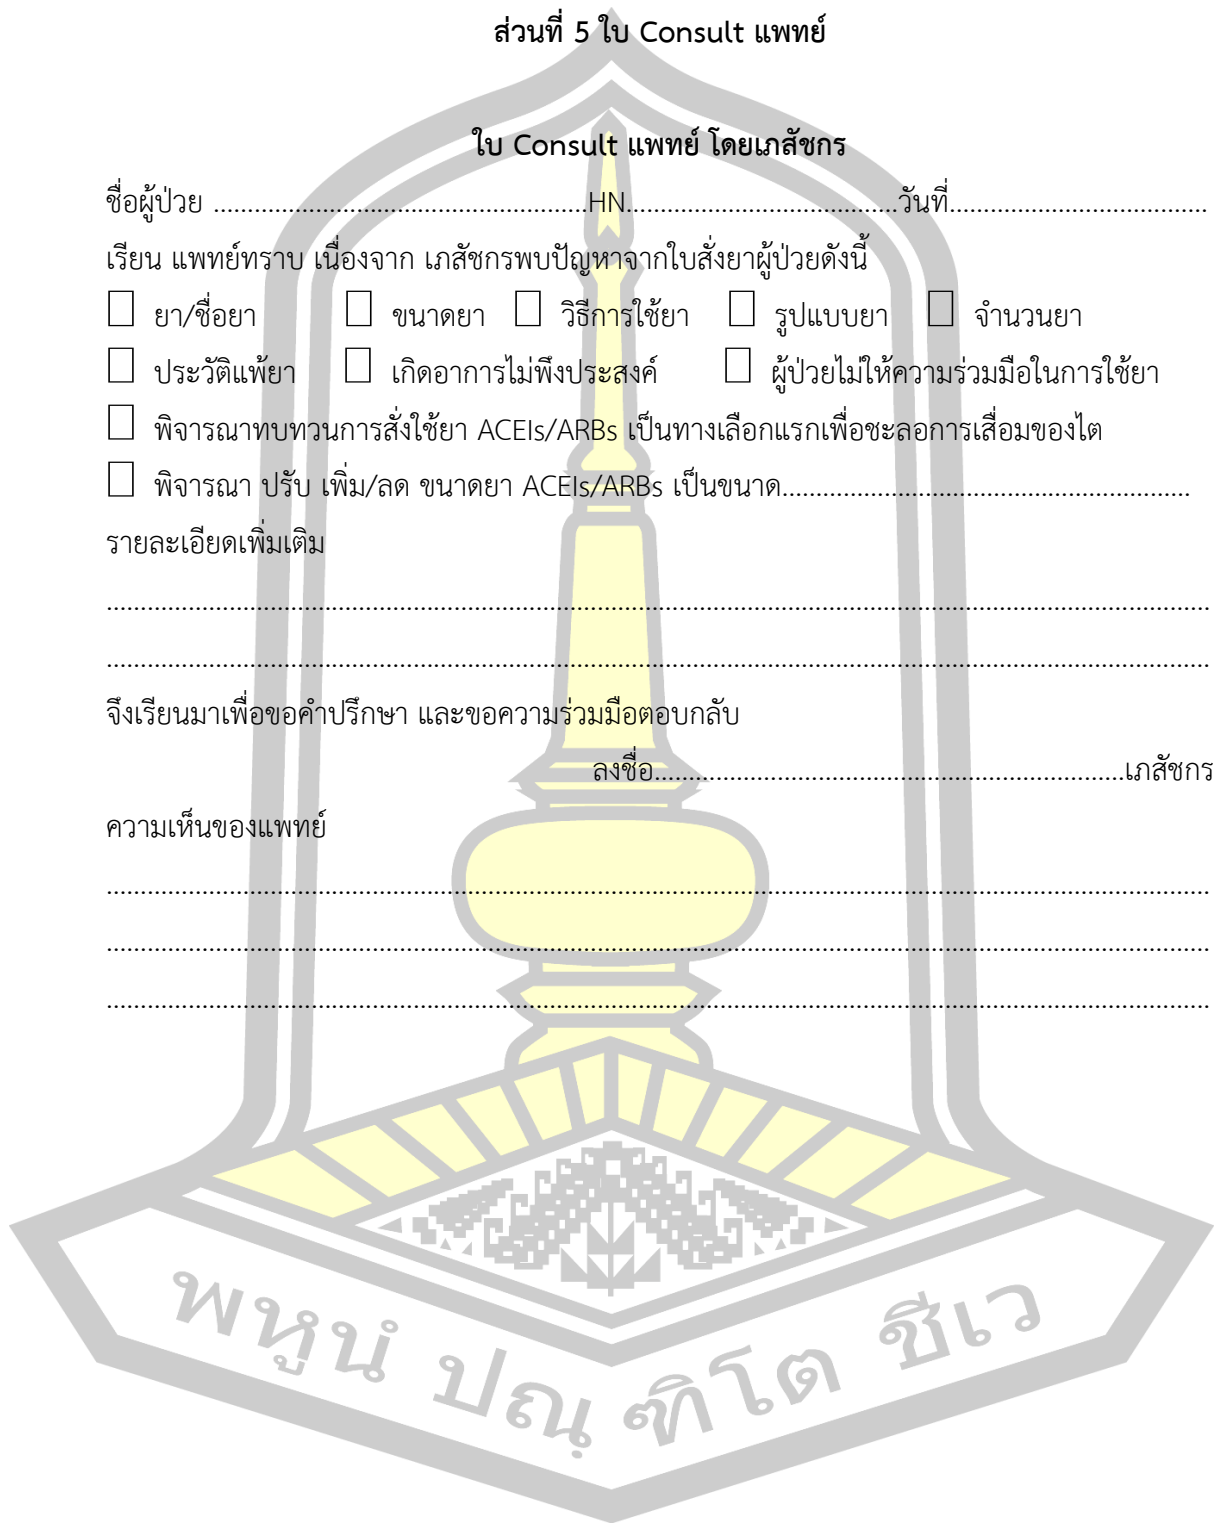 ส่วนที่ 5 ใบ Consult แพทย์
ใบ Consult แพทย์ โดยเภสัชกร
ชื่อผู้ป่วย .......................................................HN........................................วันที่......................................
เรียน แพทย์ทราบ เนื่องจาก เภสัชกรพบปัญหาจากใบสั่งยาผู้ป่วยดังนี้
☐ ยา/ชื่อยา ☐ ขนาดยา ☐ วิธีการใช้ยา ☐ รูปแบบยา ☐ จำนวนยา
☐ ประวัติแพ้ยา ☐ เกิดอาการไม่พึงประสงค์ ☐ ผู้ป่วยไม่ให้ความร่วมมือในการใช้ยา
☐ พิจารณาทบทวนการสั่งใช้ยา ACEIs/ARBs เป็นทางเลือกแรกเพื่อชะลอการเสื่อมของไต
☐ พิจารณา ปรับ เพิ่ม/ลด ขนาดยา ACEIs/ARBs เป็นขนาด............................................................
รายละเอียดเพิ่มเติม
..................................................................................................................................................................
..................................................................................................................................................................
จึงเรียนมาเพื่อขอคำปรึกษา และขอความร่วมมือตอบกลับ
ลงชื่อ.....................................................................เภสัชกร
ความเห็นของแพทย์
..................................................................................................................................................................
..................................................................................................................................................................
..................................................................................................................................................................
พหูนํ ปณฺฑิโต ชีเว